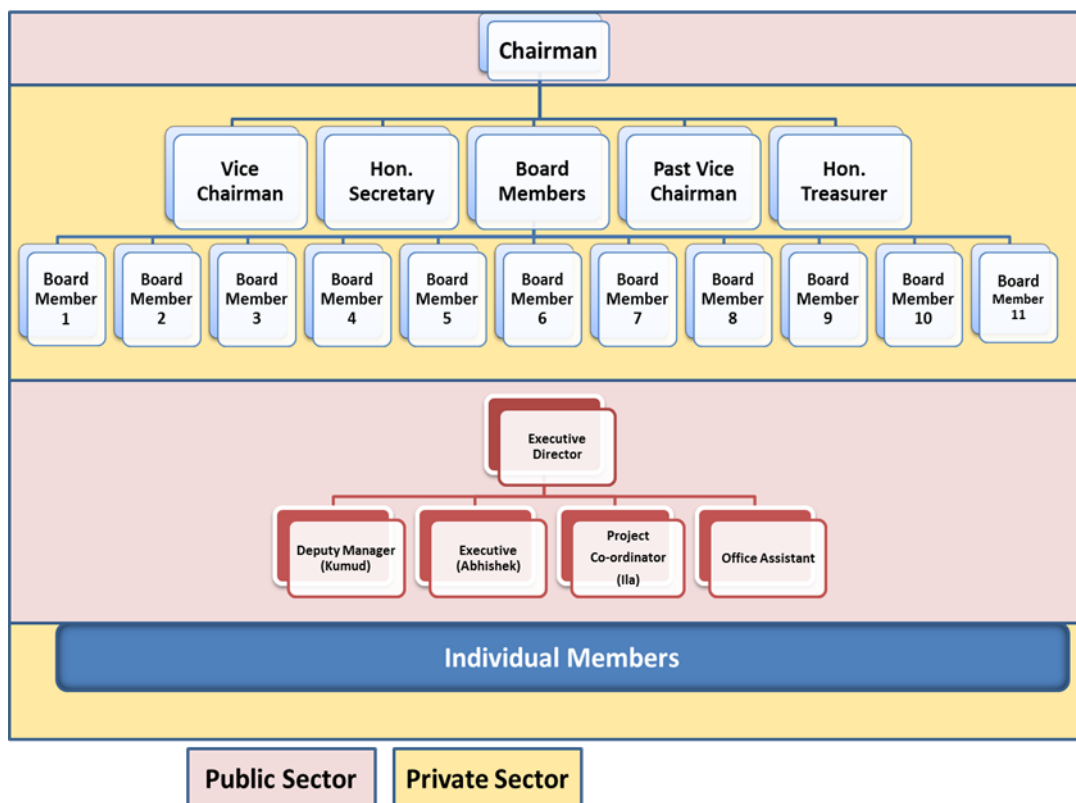 Chairman
Vice
Chairman
Hon.
Secretary
Board
Members
Past Vice
Chairman
Hon.
Treasurer
Board
Member
1
Board
Member
2
Board
Member
3
Board
Member
4
Board
Member
5
Board
Member
6
Board
Member
7
Board
Member
8
Board
Member
9
Board
Member
10
Board
Member
11
Executive
Director
Deputy Manager
(Kumud)
Executive
(Abhishek)
Project
Co-ordinator
(Ila)
Office Assistant
Individual Members
Public Sector
Private Sector